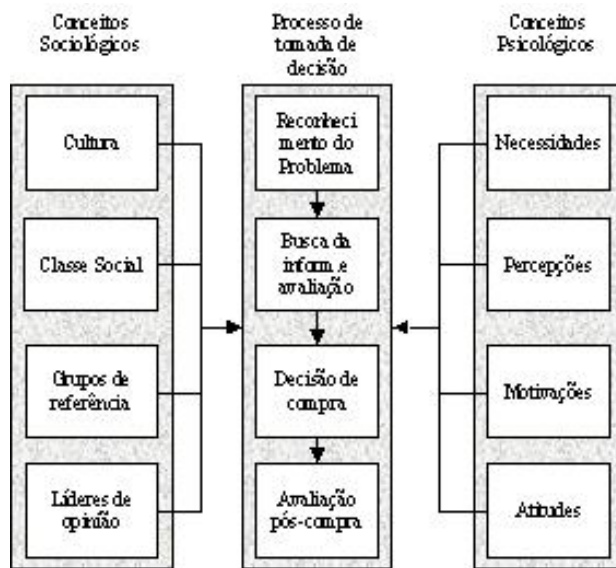 Conceitos
Sociológicos
Cultura
Classe Social
Grupos de
referência
Líderes de
opinião
Processo de
tomada de
decisão
Reconheci
mento do
Problema
Busca da
inform e
avaliação
Decisão de
compra
Avaliação
pós-compra
Conceitos
Psicológicos
Necessidades
Percepções
Motivações
Atitudes